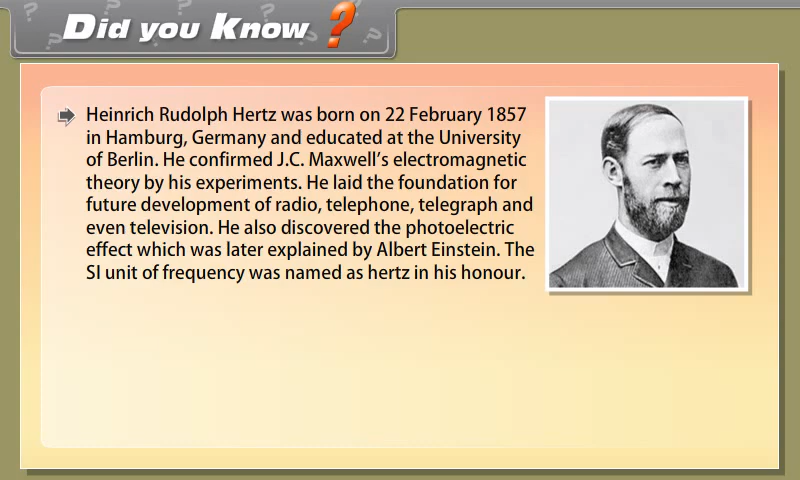 Did you Know ?
Heinrich Rudolph Hertz was born on 22 February 1857
in Hamburg, Germany and educated at the University
of Berlin. He confirmed J.C. Maxwell's electromagnetic
theory by his experiments. He laid the foundation for
future development of radio, telephone, telegraph and
even television. He also discovered the photoelectric
effect which was later explained by Albert Einstein. The
SI unit of frequency was named as hertz in his honour.